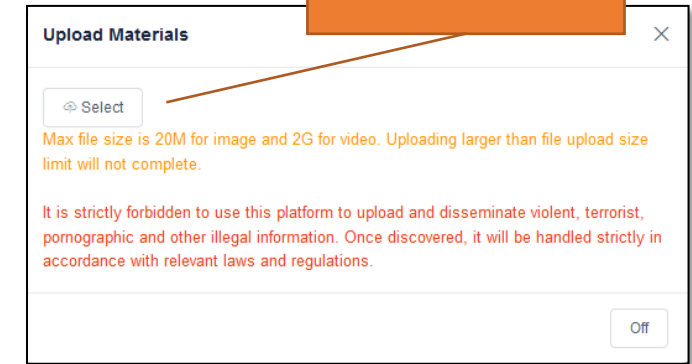 Upload Materials
Select
Max file size is 20M for image and 2G for video. Uploading larger than file upload size
limit will not complete.
It is strictly forbidden to use this platform to upload and disseminate violent, terrorist,
pornographic and other illegal information. Once discovered, it will be handled strictly in
accordance with relevant laws and regulations.
Off